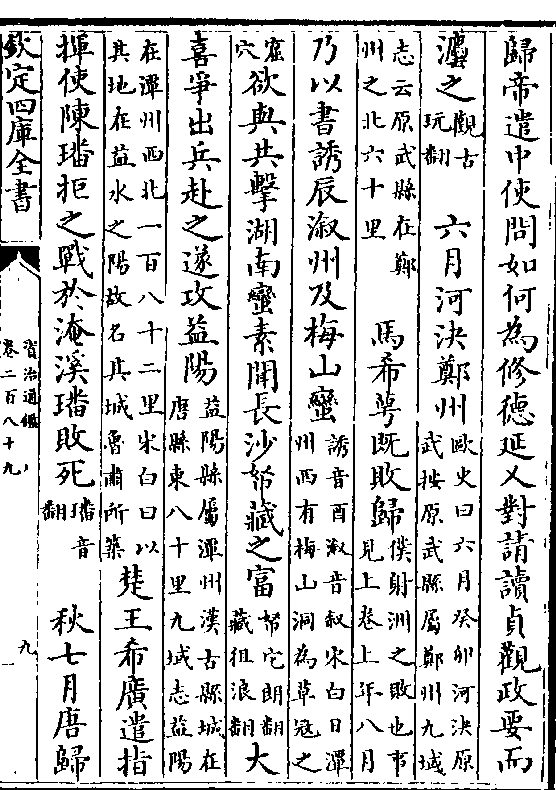 歸帝遣中使問如何為修德延乂對請讀貞觀政要而
灋之觀古玩翻六月河決鄭州歐史曰六月癸卯河決原武按原武縣屬鄭州九域
志云原武縣在鄭州之北六十里馬希萼既敗歸僕射洲之敗也事見上卷上年八月
乃以書誘辰溆州及梅山蠻誘音酉溆音叙宋白曰潭州西有梅山洞為草寇之
窟穴欲與共擊湖南蠻素聞長沙帑藏之富帑它朗翻藏徂浪翻大
喜爭出兵赴之遂攻益陽益陽縣屬潭州漢古縣城在唐縣東八十里九域志益陽
在潭州西北一百八十二里宋白曰以其地在益水之陽故名其城魯肅所築楚王希廣遣指
揮使陳璠拒之戰於淹溪璠敗死璠音翻秋七月唐歸
欽定四庫全書
資治通鑑
卷二百八十九
九